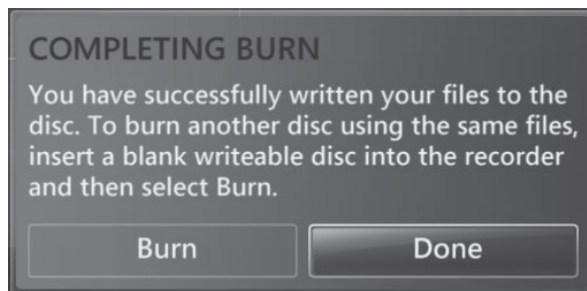 COMPLETING BURN
You have successfully written your files to the
disc. To burn another disc using the same files,
insert a blank writeable disc into the recorder
and then select Burn.
Burn
Done